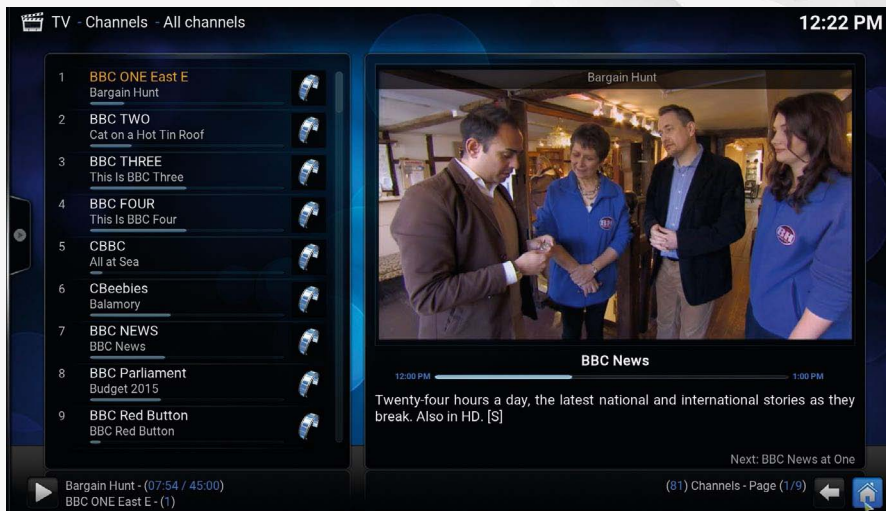 TV - Channels - All channels
12:22 PM
1 BBC ONE East E
Bargain Hunt
2 BBC TWO
Cat on a Hot Tin Roof
3 BBC THREE
This Is BBC Three
4 BBC FOUR
This Is BBC Four
5 CBBC
All at Sea
6 CBeebies
Balamory
7 BBC NEWS
BBC News
8 BBC Parliament
Budget 2015
9 BBC Red Button
BBC Red Button
Bargain Hunt
BH
BH
BBC News
12:00 PM 1:00 PM
Twenty-four hours a day, the latest national and international stories as they
break. Also in HD. [S]
Next: BBC News at One
Bargain Hunt - (07:54 / 45:00)
BBC ONE East E - (1)
(81) Channels - Page (1/9)